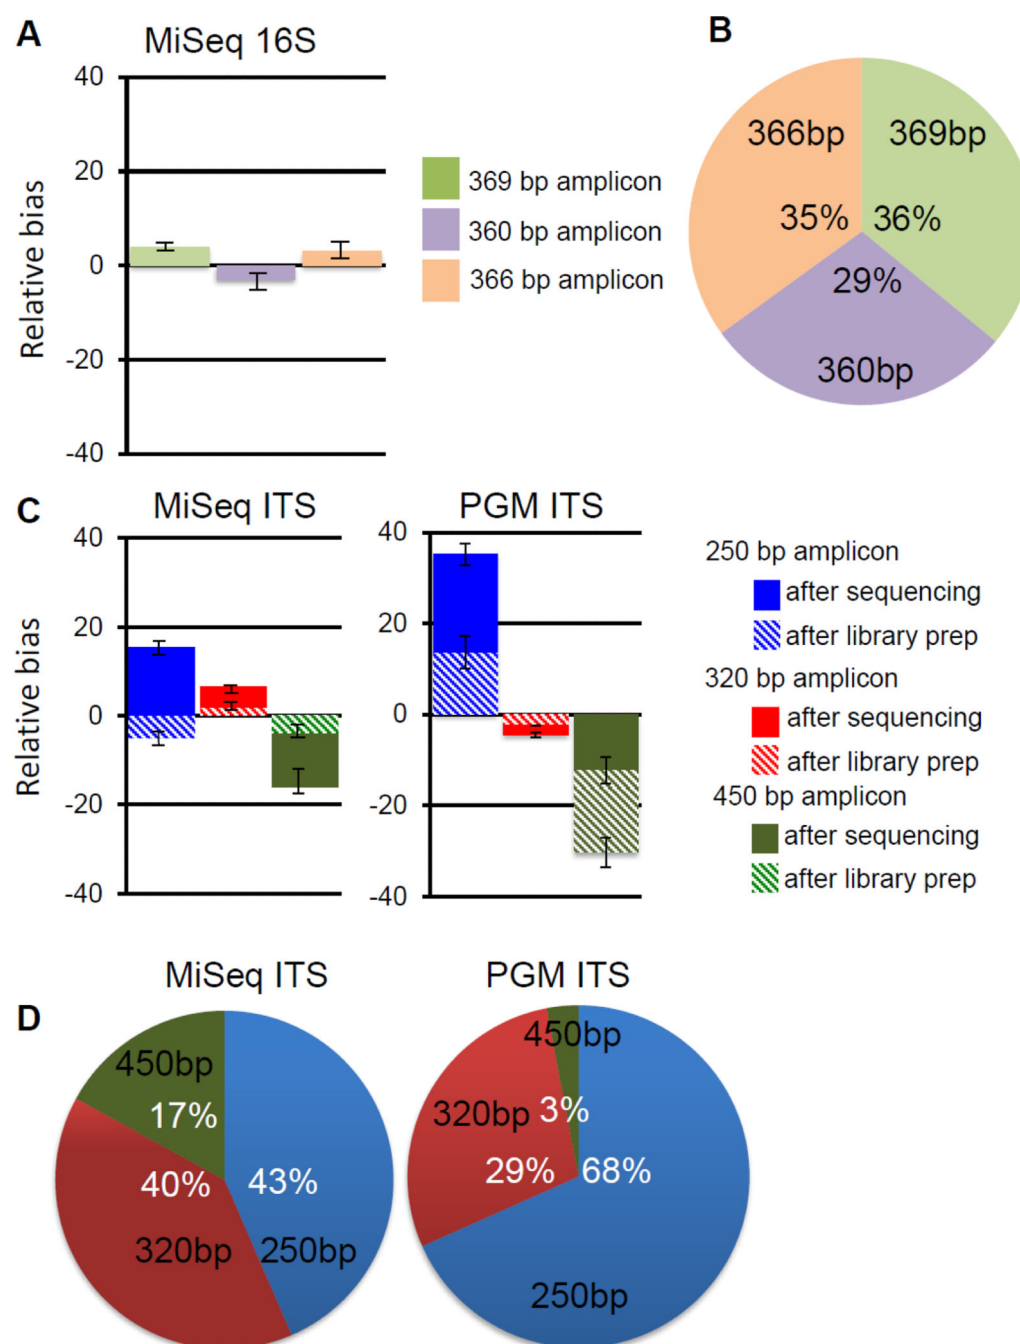 A
MiSeq 16S
40
20
0
-20
-40
Relative bias
369 bp amplicon
360 bp amplicon
366 bp amplicon
B
366bp
369bp
35%
36%
29%
360bp
C
MiSeq ITS
40
20
0
-20
-40
Relative bias
PGM ITS
40
20
0
-20
-40
250 bp amplicon
after sequencing
after library prep
320 bp amplicon
after sequencing
after library prep
450 bp amplicon
after sequencing
after library prep
D
MiSeq ITS
450bp
17%
40%
43%
320bp
250bp
PGM ITS
450bp
320bp
3%
29%
68%
250bp